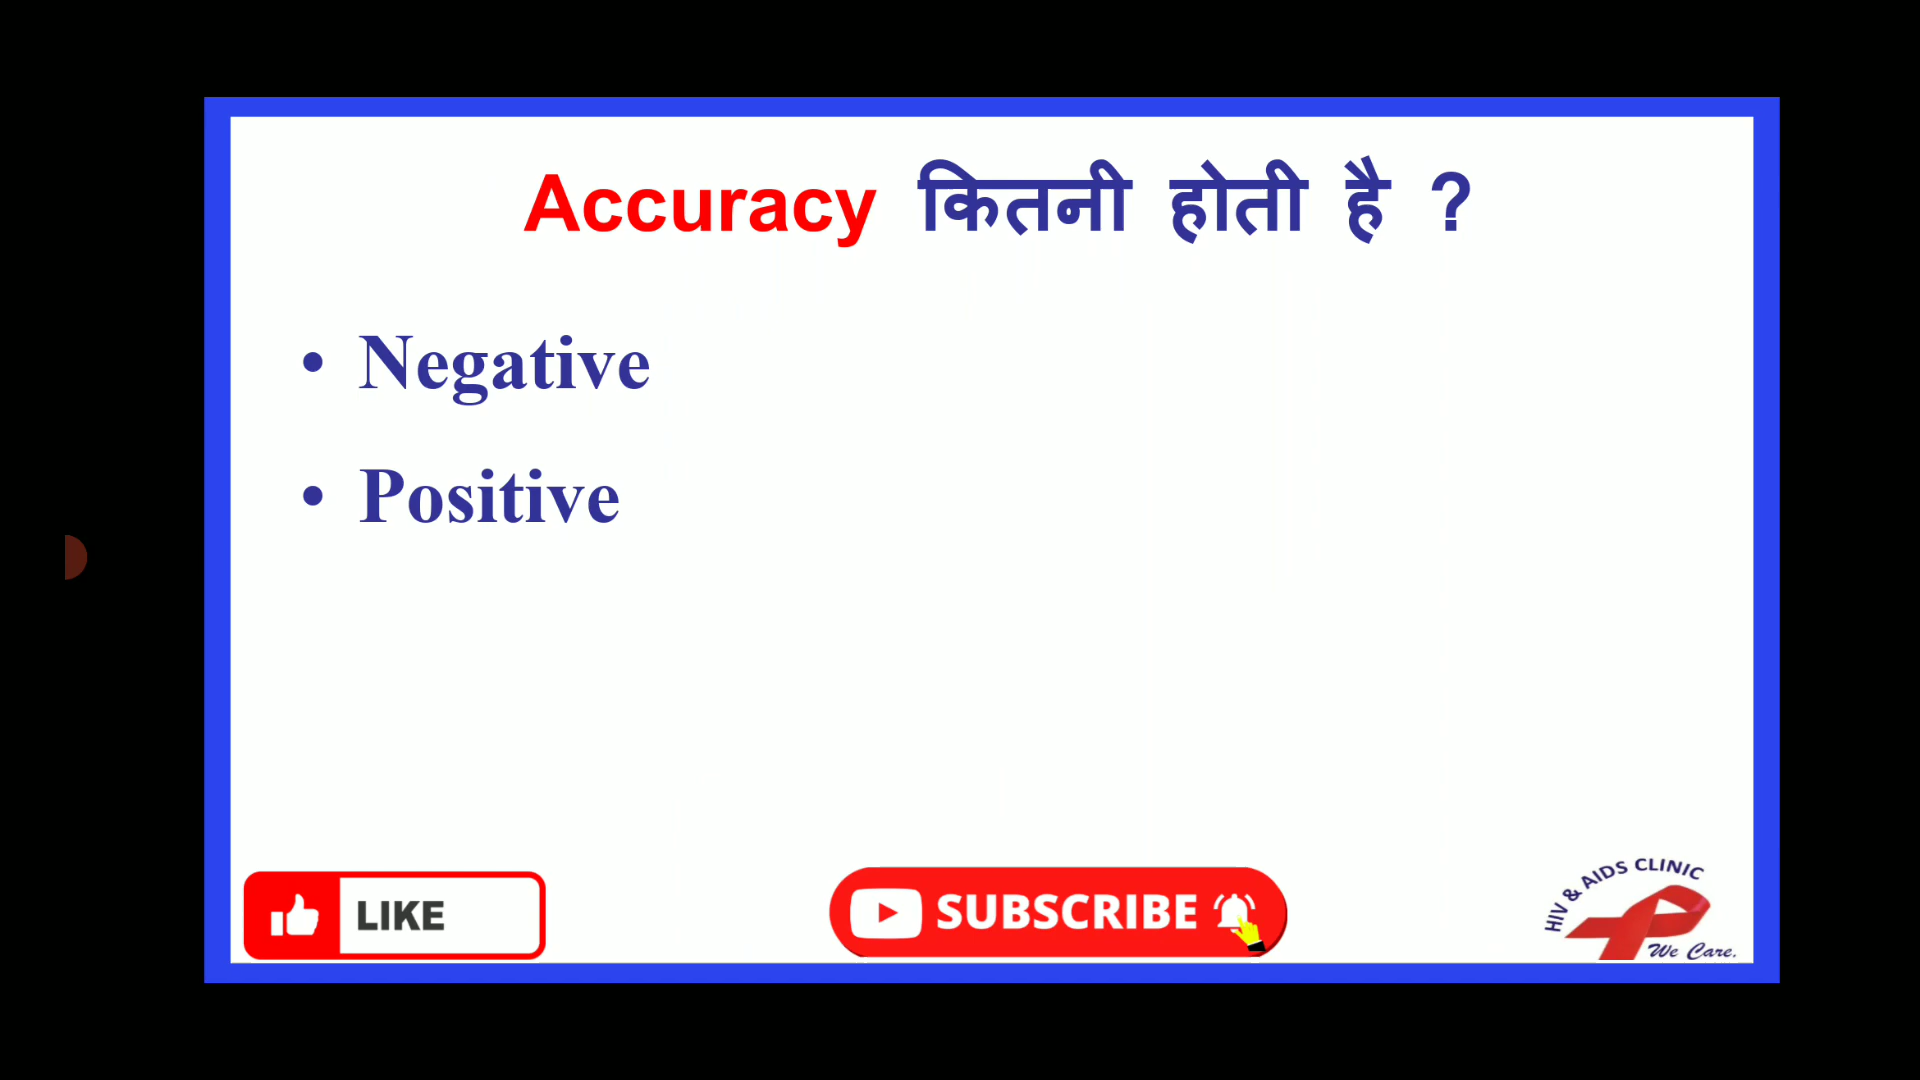 Accuracy कितनी होती है ?
• Negative
• Positive
LIKE
SUBSCRIBE
HIV & AIDS CLINIC
We Care.